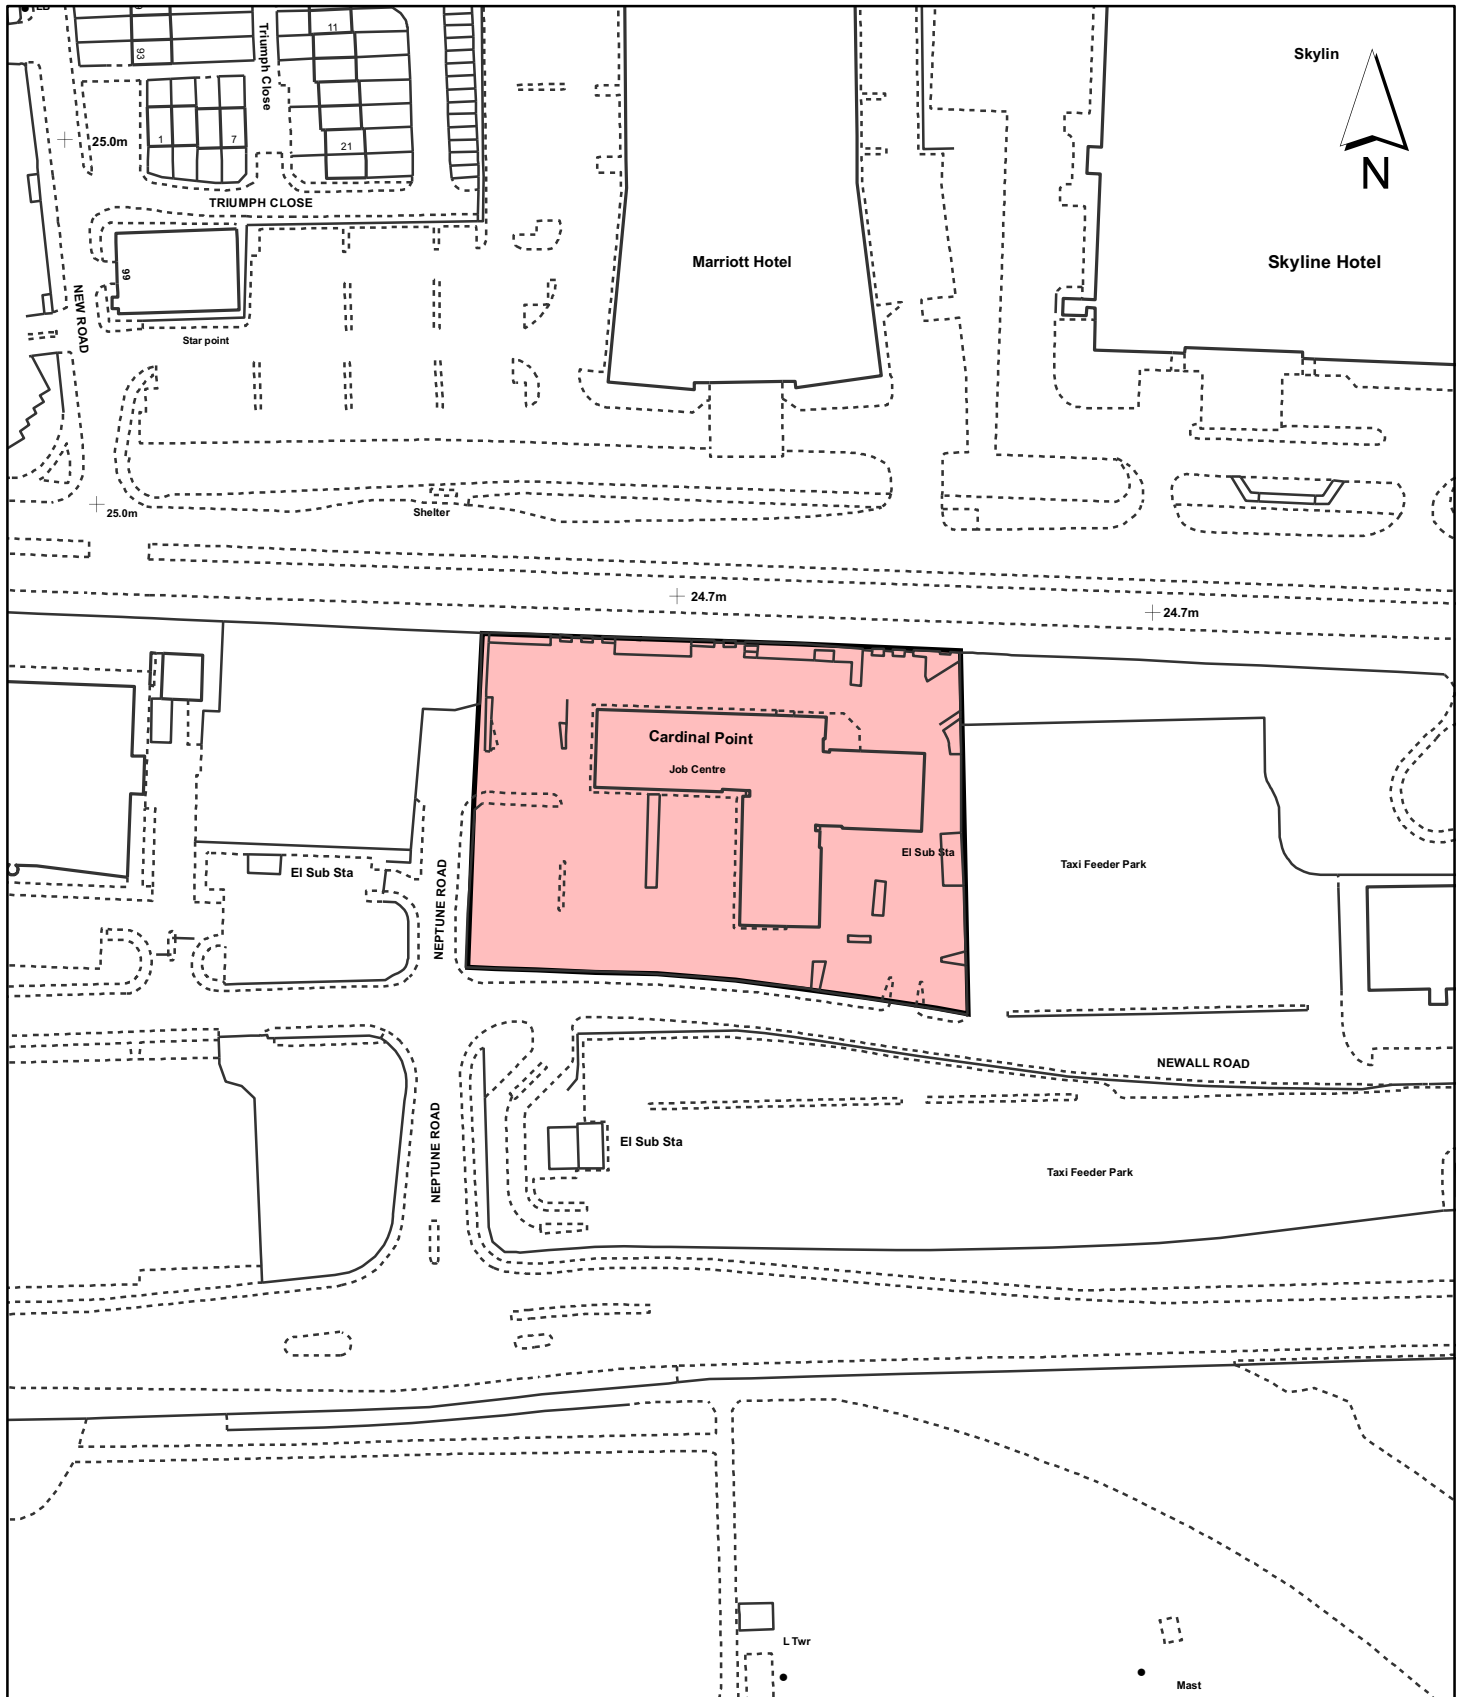 LB
93
Triumph Close
11
Skylin
N
25.0m
1
7
21
TRIUMPH CLOSE
99
Marriott Hotel
Skyline Hotel
NEW ROAD
Star point
25.0m
Shelter
24.7m
24.7m
Cardinal Point
Job Centre
El Sub Sta
Taxi Feeder Park
El Sub Sta
NEPTUNE ROAD
NEWALL ROAD
NEPTUNE ROAD
El Sub Sta
Taxi Feeder Park
L Twr
Mast